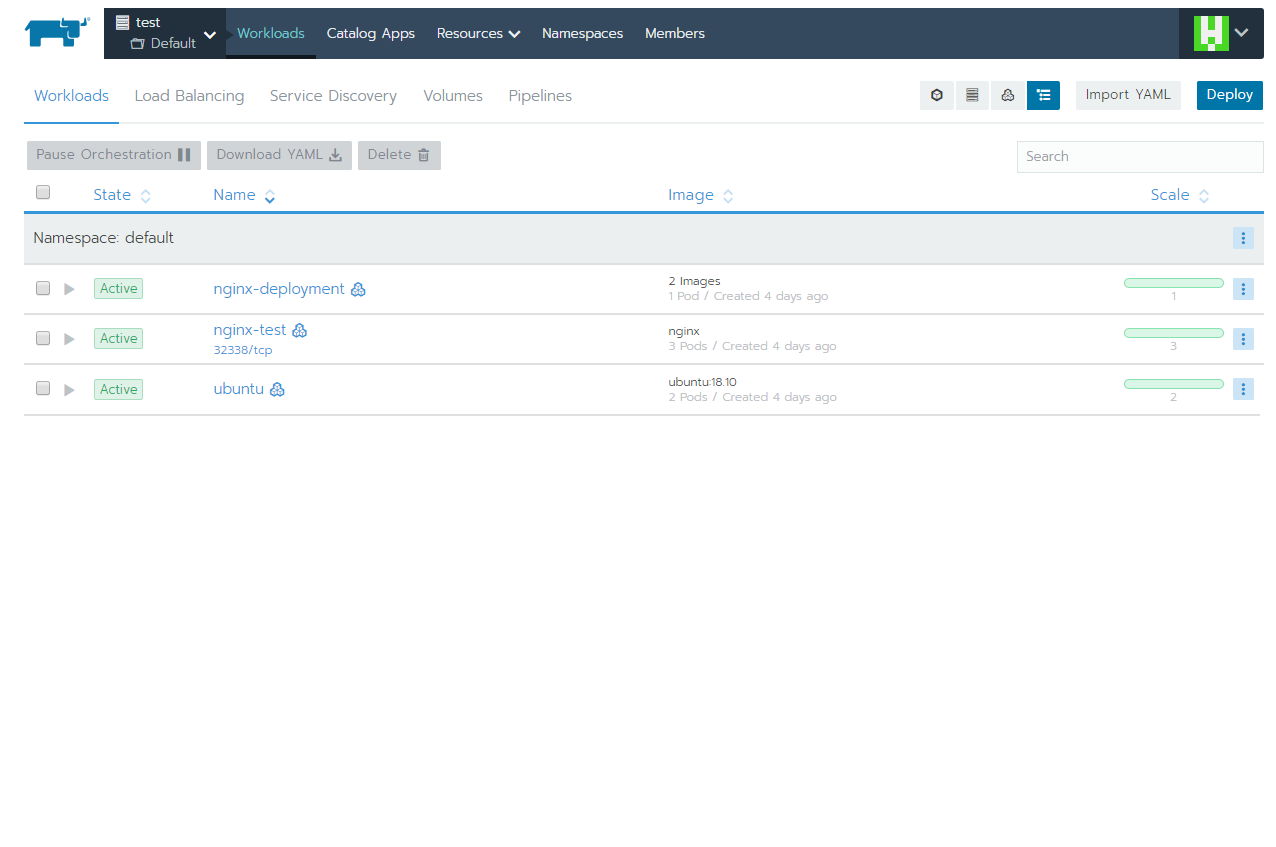 test
Default
Workloads Catalog Apps Resources Namespaces Members
Workloads Load Balancing Service Discovery Volumes Pipelines Import YAML Deploy
Pause Orchestration Download YAML Delete Search
State Name Image Scale
Namespace: default
Active nginx-deployment 2 Images
1 Pod / Created 4 days ago 1
Active nginx-test nginx
32338/tcp 3 Pods / Created 4 days ago 3
Active ubuntu ubuntu:18.10
2 Pods / Created 4 days ago 2